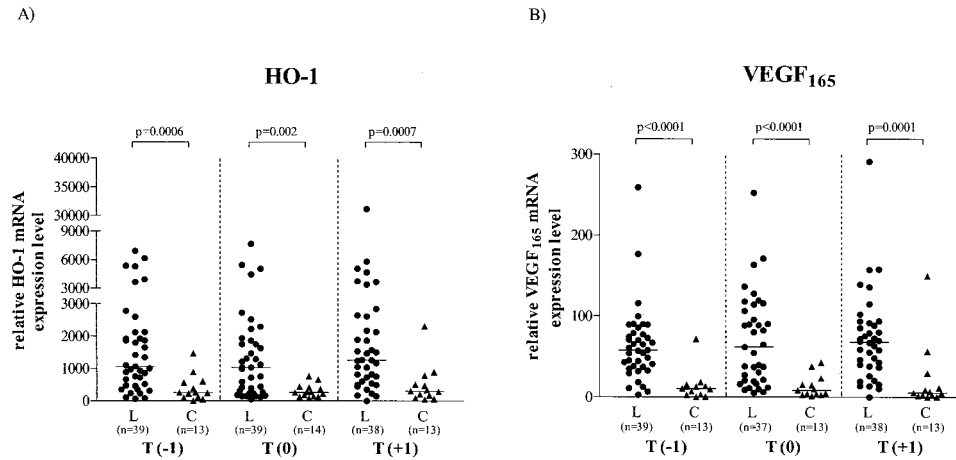 A)
HO-1
p=0.0006 p=0.002 p=0.0007
40000
35000
30000
9000
6000
3000
3000
2000
1000
0
relative HO-1 mRNA
expression level
L C L C L C
(n=39) (n=13) (n=39) (n=14) (n=38) (n=13)
T (-1) T (0) T (+1)
B)
VEGF165
p<0.0001 p<0.0001 p=0.0001
300
200
100
0
relative VEGF165 mRNA
expression level
L C L C L C
(n=39) (n=13) (n=37) (n=13) (n=38) (n=13)
T (-1) T (0) T (+1)